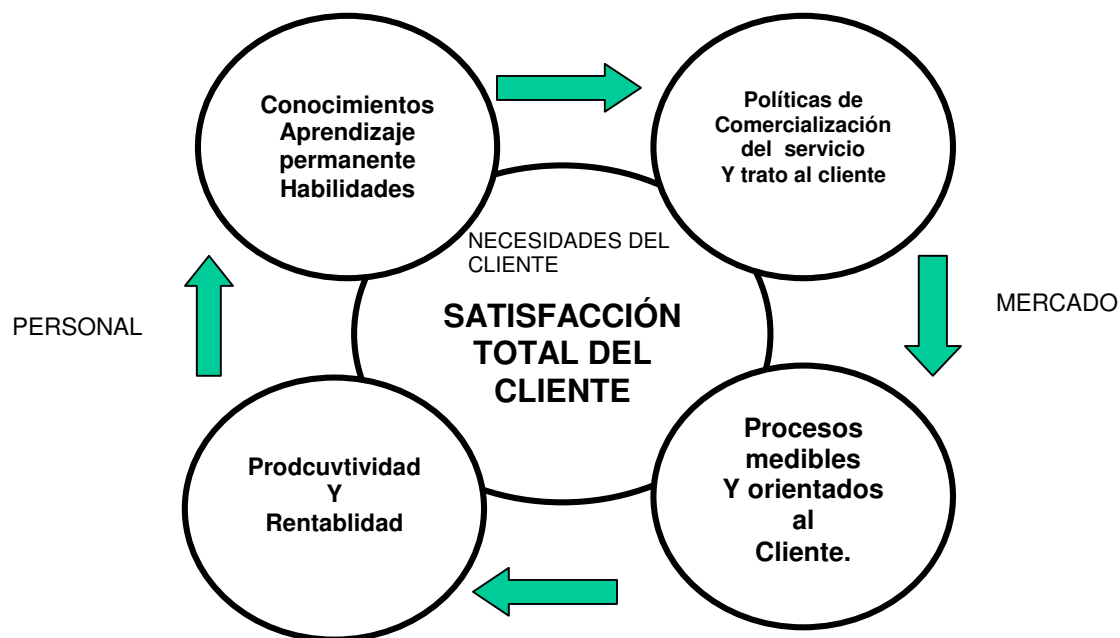 Conocimientos
Aprendizaje
permanente
Habilidades
Políticas de
Comercialización
del servicio
Y trato al cliente
NECESIDADES DEL
CLIENTE
SATISFACCIÓN
TOTAL DEL
CLIENTE
PERSONAL
MERCADO
Prodcuvtividad
Y
Rentablidad
Procesos
medibles
Y orientados
al
Cliente.